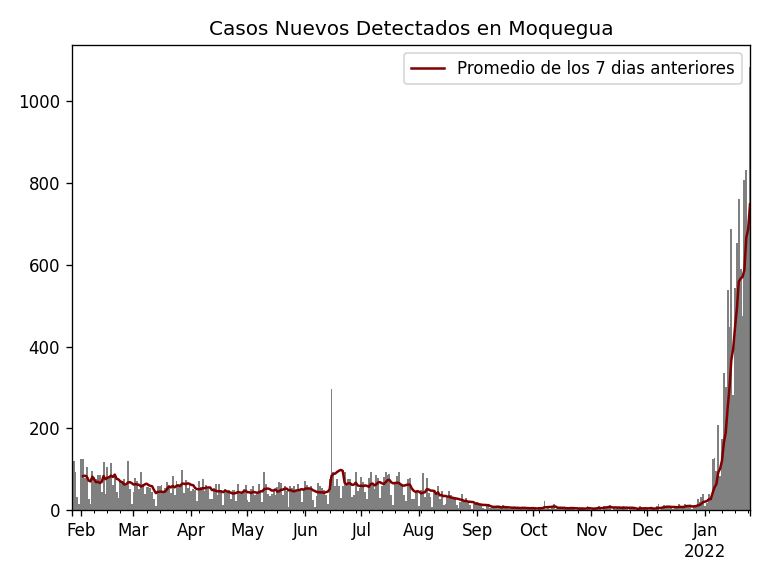 Casos Nuevos Detectados en Moquegua
Promedio de los 7 dias anteriores
1000
800
600
400
200
0
Feb Mar Apr May Jun Jul Aug Sep Oct Nov Dec Jan
2022